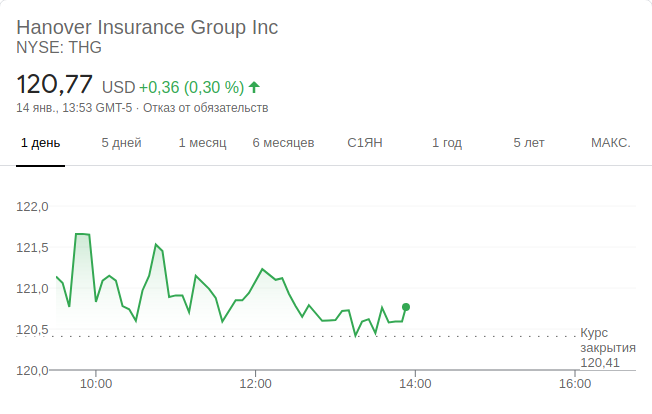 Hanover Insurance Group Inc
NYSE: THG
120,77 USD +0,36 (0,30 %)
14 янв., 13:53 GMT-5 · Отказ от обязательств
1 день 5 дней 1 месяц 6 месяцев С1ЯН 1 год 5 лет МАКС.
122,0
121,5
121,0
120,5
120,0
Курс
закрытия
120,41
10:00 12:00 14:00 16:00